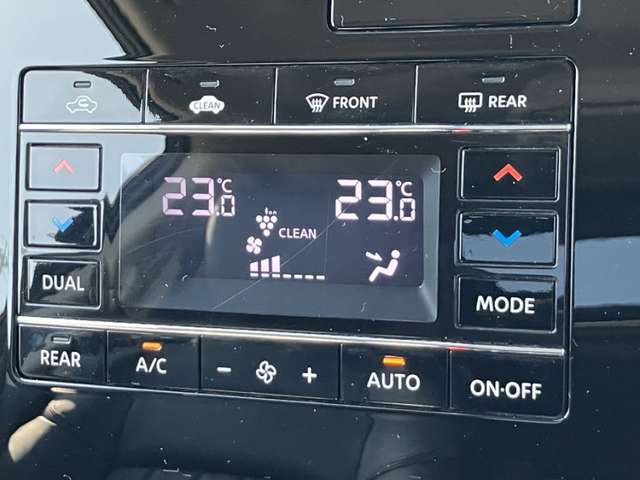 CLEAN
FRONT
REAR
23.0°C
23.0°C
CLEAN
DUAL
MODE
REAR
A/C
- +
AUTO
ON·OFF